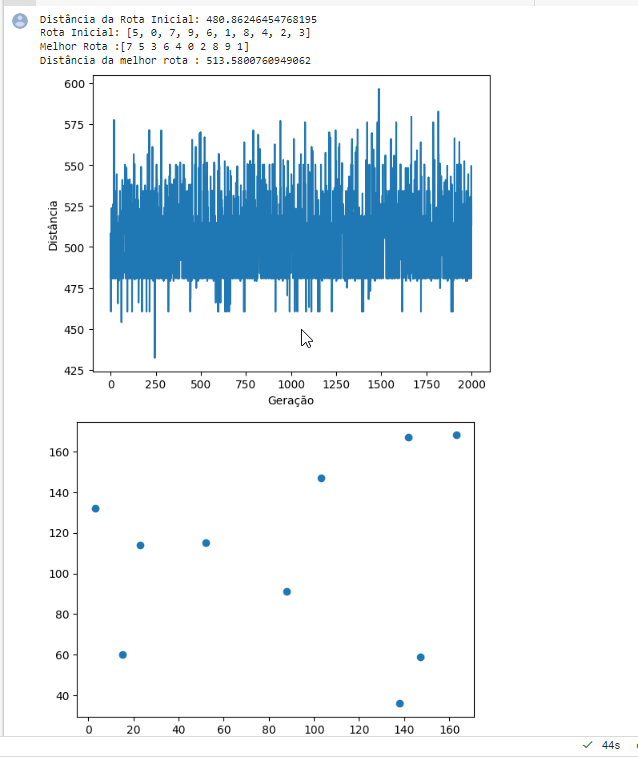 Distância da Rota Inicial: 480.86246454768195
Rota Inicial: [5, 0, 7, 9, 6, 1, 8, 4, 2, 3]
Melhor Rota :[7 5 3 6 4 0 2 8 9 1]
Distância da melhor rota : 513.5800760949062
600
575
550
525
500
475
450
425
Distância
0 250 500 750 1000 1250 1500 1750 2000
Geração
160
140
120
100
80
60
40
0 20 40 60 80 100 120 140 160
44s